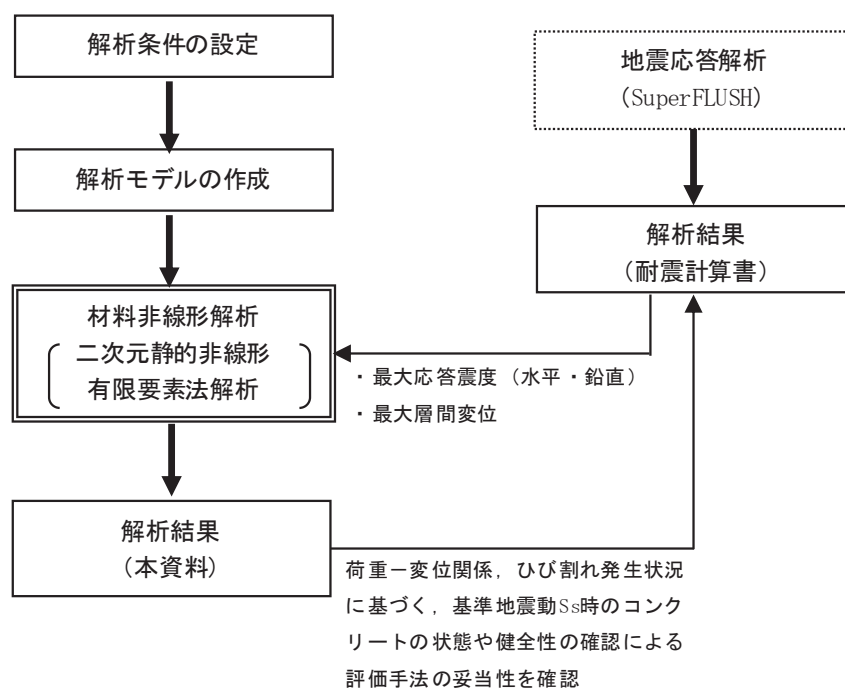 解析条件の設定
解析モデルの作成
材料非線形解析
二次元静的非線形
有限要素法解析
解析結果
（本資料）
地震応答解析
（SuperFLUSH）
解析結果
（耐震計算書）
・最大応答震度（水平・鉛直）
・最大層間変位
荷重－変位関係，ひび割れ発生状況
に基づく，基準地震動Ss時のコンク
リートの状態や健全性の確認による
評価手法の妥当性を確認